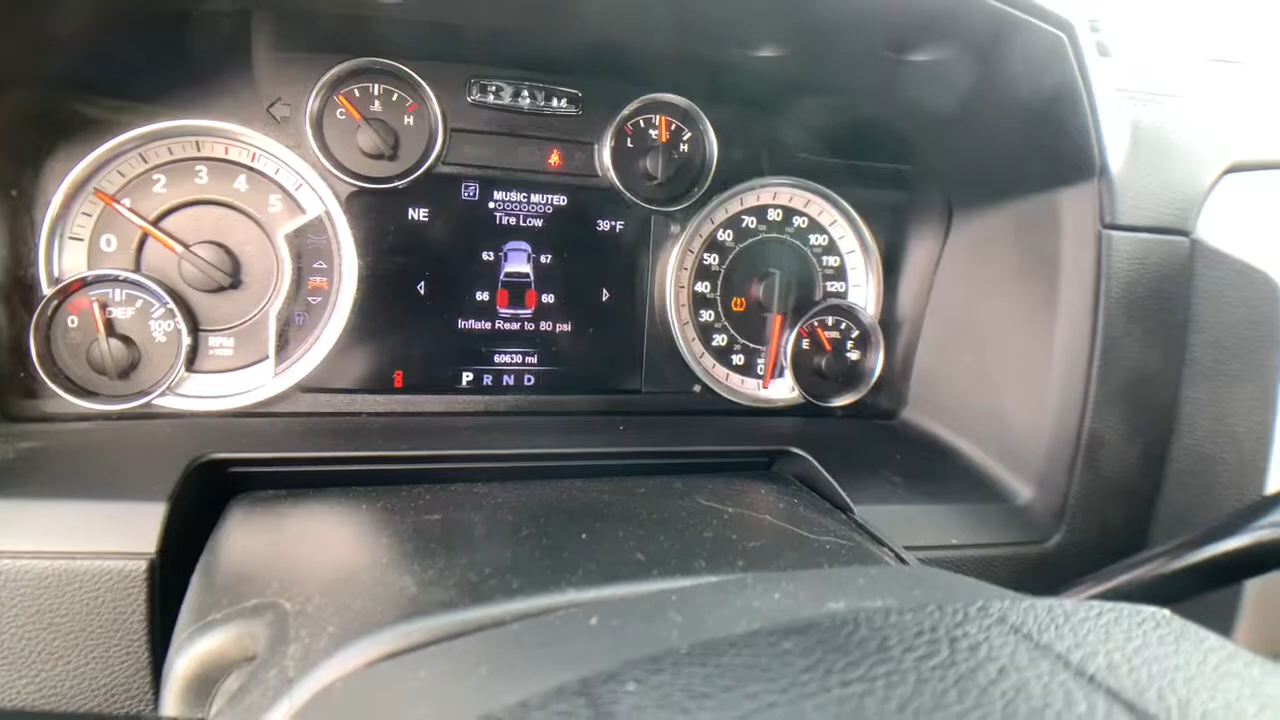 RAM
C H
L H
MUSIC MUTED
NE
Tire Low
39°F
63 67
66 60
Inflate Rear to 80 psi
60630 mi
P R N D
0 1 2 3 4 5
RPM
x1000
0 DEF 100
%
0 10 20 30 40 50 60 70 80 90 100 110 120
E F